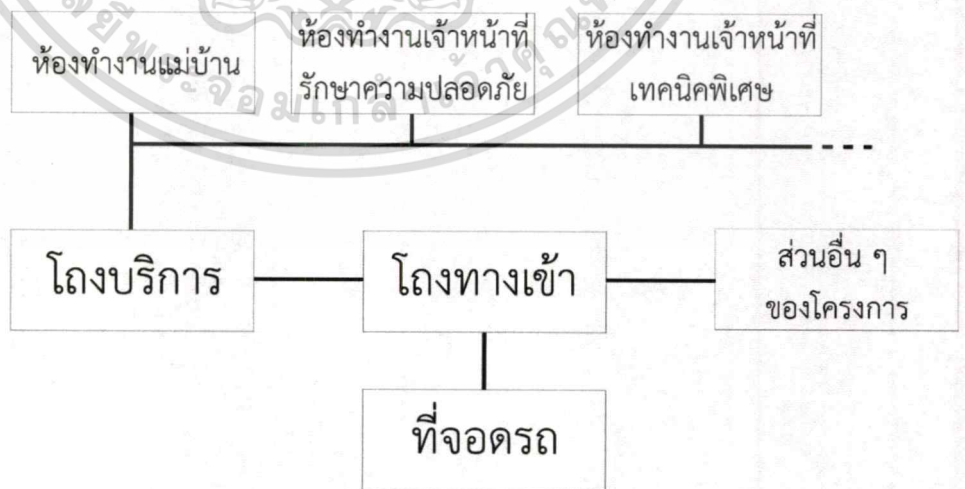 ห้องทำงานแม่บ้าน
ห้องทำงานเจ้าหน้าที่
รักษาความปลอดภัย
ห้องทำงานเจ้าหน้าที่
เทคนิคพิเศษ
โถงบริการ
โถงทางเข้า
ส่วนอื่น ๆ
ของโครงการ
ที่จอดรถ